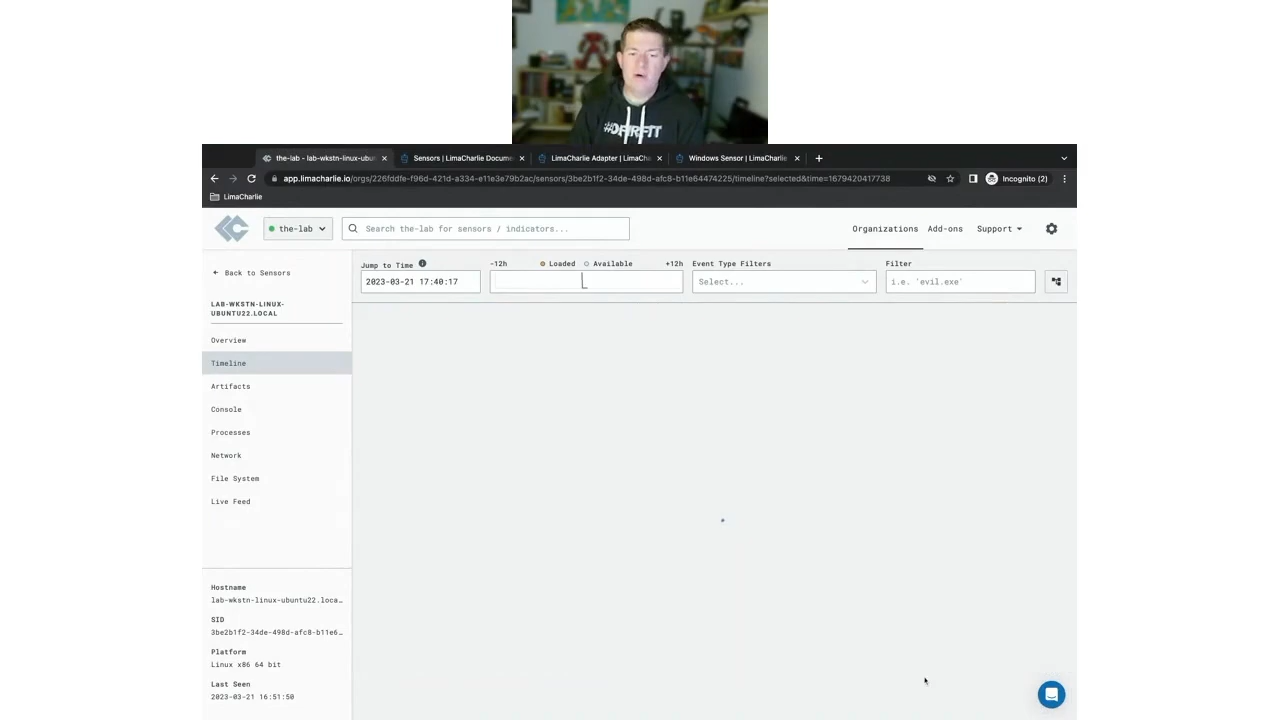 #DFIRFIT
the-lab - lab-wkstn-linux-ubun
Sensors | LimaCharlie Docume
LimaCharlie Adapter | LimaCha
Windows Sensor | LimaCharlie
app.limacharlie.io/orgs/226fddfe-f96d-421d-a334-e11e3e79b2ac/sensors/3be2b1f2-34de-498d-afc8-b11e64474225/timeline?selected&time=1679420417738
Incognito (2)
LimaCharlie
the-lab
Search the-lab for sensors / indicators...
Organizations
Add-ons
Support
Back to Sensors
LAB-WKSTN-LINUX-
UBUNTU22.LOCAL
Overview
Timeline
Artifacts
Console
Processes
Network
File System
Live Feed
Hostname
lab-wkstn-linux-ubuntu22.loca…
SID
3be2b1f2-34de-498d-afc8-b11e6…
Platform
Linux x86 64 bit
Last Seen
2023-03-21 16:51:50
Jump to Time
2023-03-21 17:40:17
-12h
Loaded
Available
+12h
Event Type Filters
Select...
Filter
i.e. 'evil.exe'